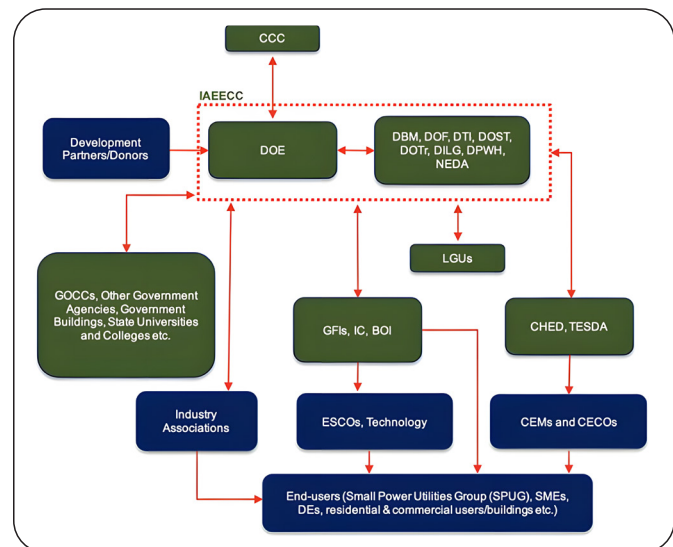 CCC
IAEECC
Development
Partners/Donors
DOE
DBM, DOF, DTI, DOST,
DOTr, DILG, DPWH,
NEDA
LGUs
GOCCs, Other Government
Agencies, Government
Buildings, State Universities
and Colleges etc.
GFIs, IC, BOI
CHED, TESDA
Industry
Associations
ESCOs, Technology
CEMs and CECOs
End-users (Small Power Utilities Group (SPUG), SMEs,
DEs, residential & commercial users/buildings etc.)